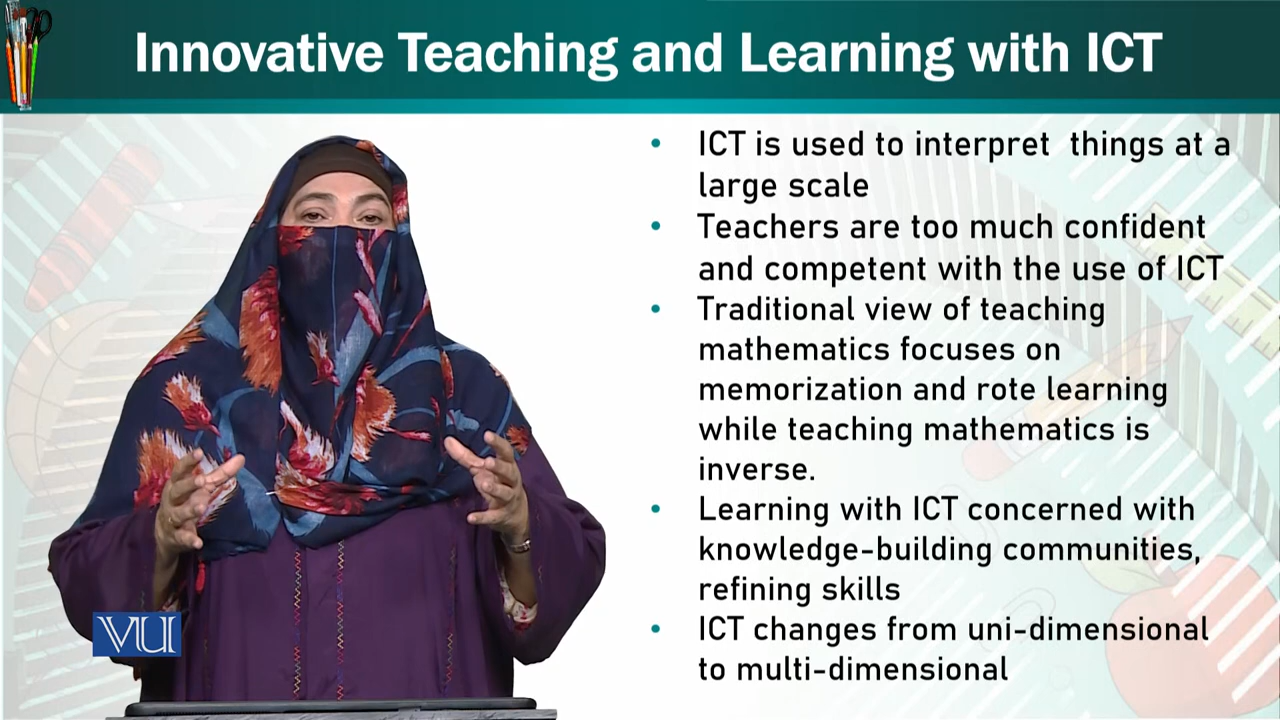 Innovative Teaching and Learning with ICT
• ICT is used to interpret things at a
large scale
• Teachers are too much confident
and competent with the use of ICT
• Traditional view of teaching
mathematics focuses on
memorization and rote learning
while teaching mathematics is
inverse.
• Learning with ICT concerned with
knowledge-building communities,
refining skills
• ICT changes from uni-dimensional
to multi-dimensional
VU